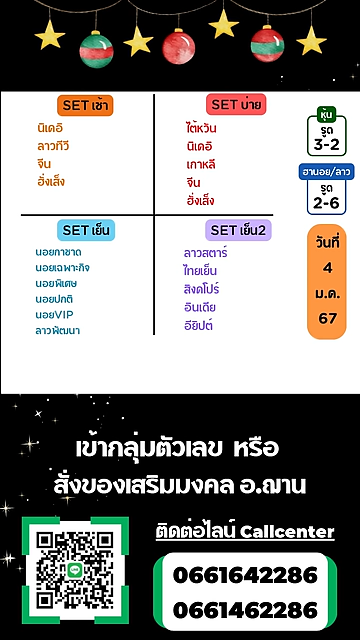 SET เช้า
นิเคอิ
ลาวทีวี
จีน
ฮั่งเส็ง
SET บ่าย
ไต้หวัน
นิเคอิ
เกาหลี
จีน
ฮั่งเส็ง
หุ้น
รูด
3-2
ฮานอย/ลาว
รูด
2-6
SET เย็น
นอยกาชาด
นอยเฉพาะกิจ
นอยพิเศษ
นอยปกติ
นอยVIP
ลาวพัฒนา
SET เย็น2
ลาวสตาร์
ไทยเย็น
สิงคโปร์
อินเดีย
อียิปต์
วันที่
4
ม.ค.
67
เข้ากลุ่มตัวเลข หรือ
สั่งของเสริมมงคล อ.ฌาน
ติดต่อไลน์ Callcenter
0661642286
0661462286
LINE